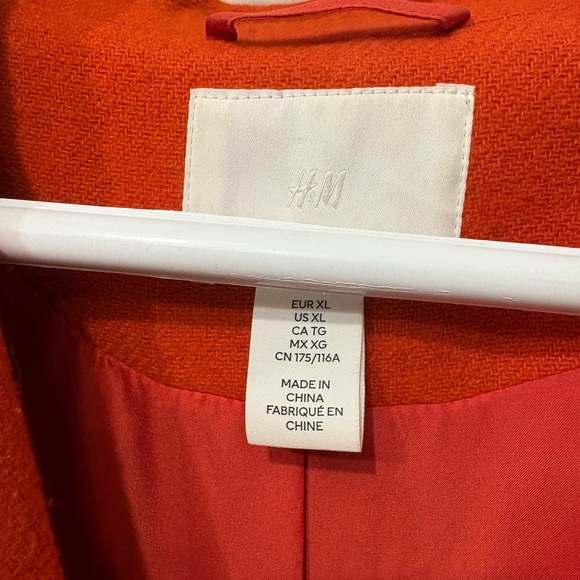 H&M
EUR XL
US XL
CA TG
MX XG
CN 175/116A
MADE IN
CHINA
FABRIQUÉ EN
CHINE